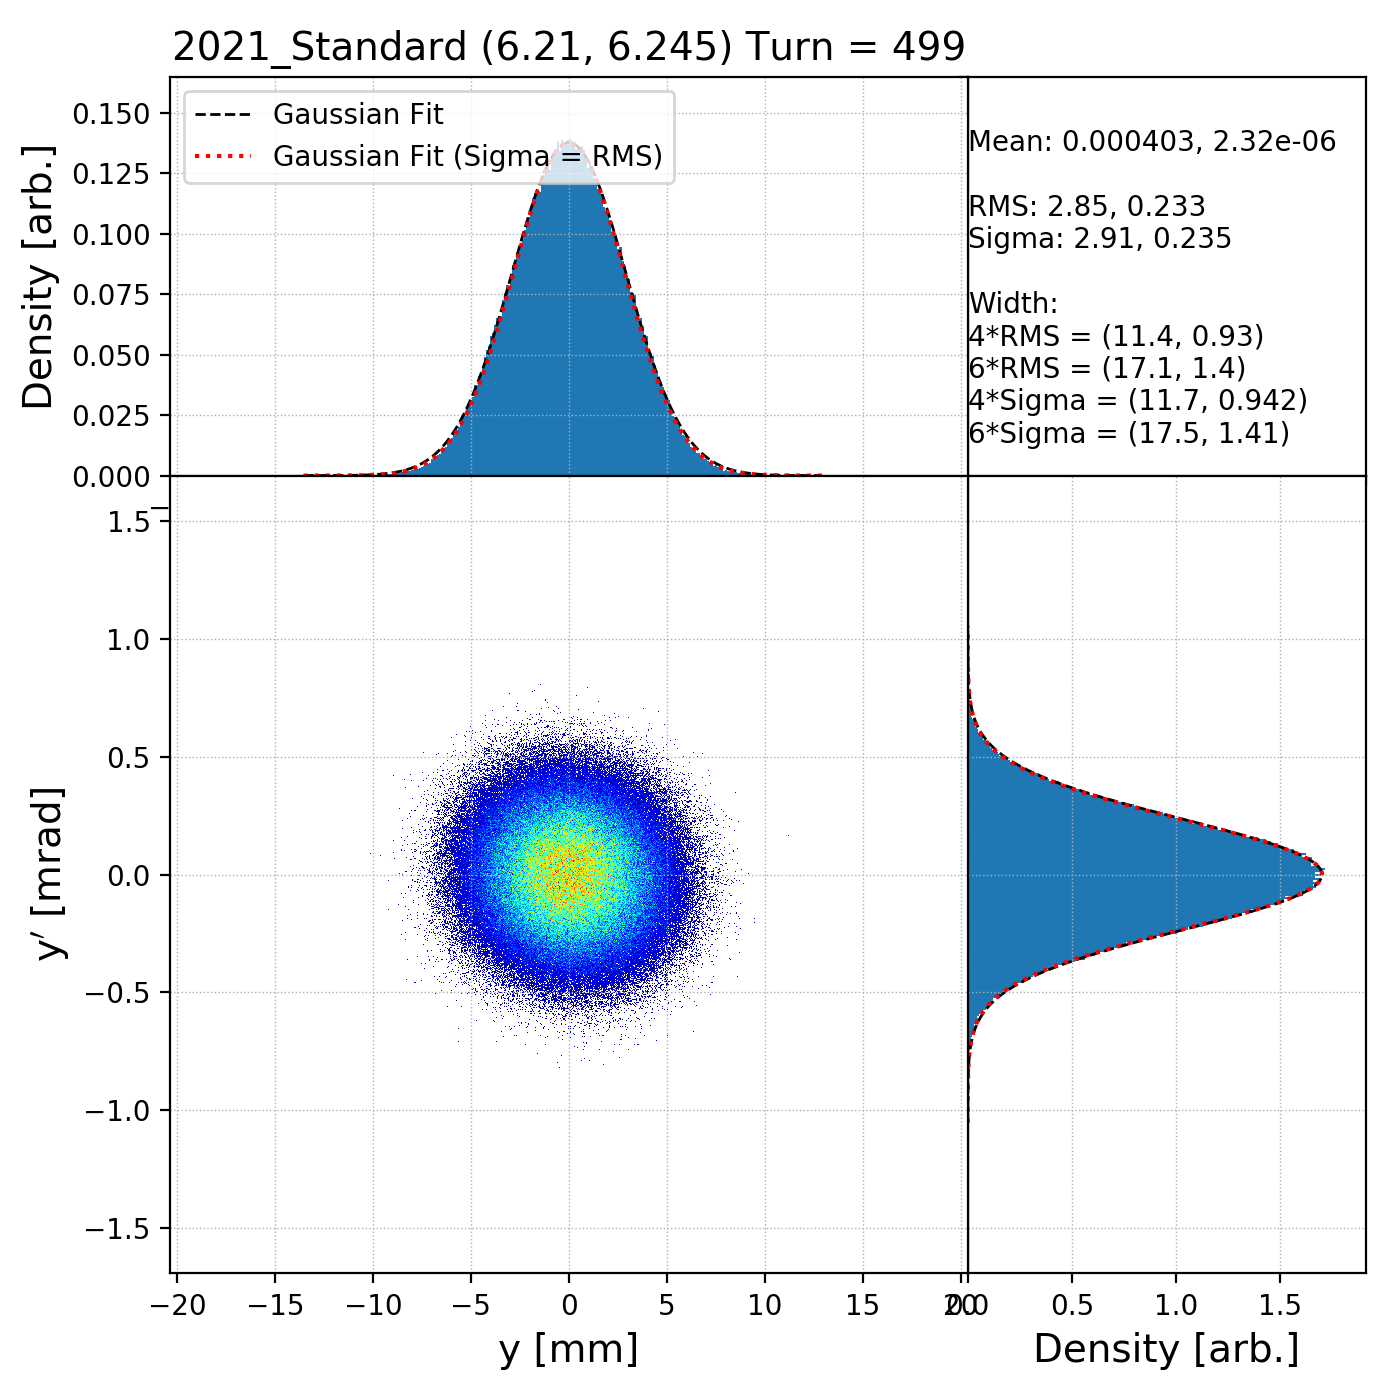 2021_Standard (6.21, 6.245) Turn = 499
Gaussian Fit
Gaussian Fit (Sigma = RMS)
Density [arb.]
0.150
0.125
0.100
0.075
0.050
0.025
0.000
Mean: 0.000403, 2.32e-06
RMS: 2.85, 0.233
Sigma: 2.91, 0.235
Width:
4*RMS = (11.4, 0.93)
6*RMS = (17.1, 1.4)
4*Sigma = (11.7, 0.942)
6*Sigma = (17.5, 1.41)
y′ [mrad]
1.5
1.0
0.5
0.0
−0.5
−1.0
−1.5
−20 −15 −10 −5 0 5 10 15 20
y [mm]
0.0 0.5 1.0 1.5
Density [arb.]